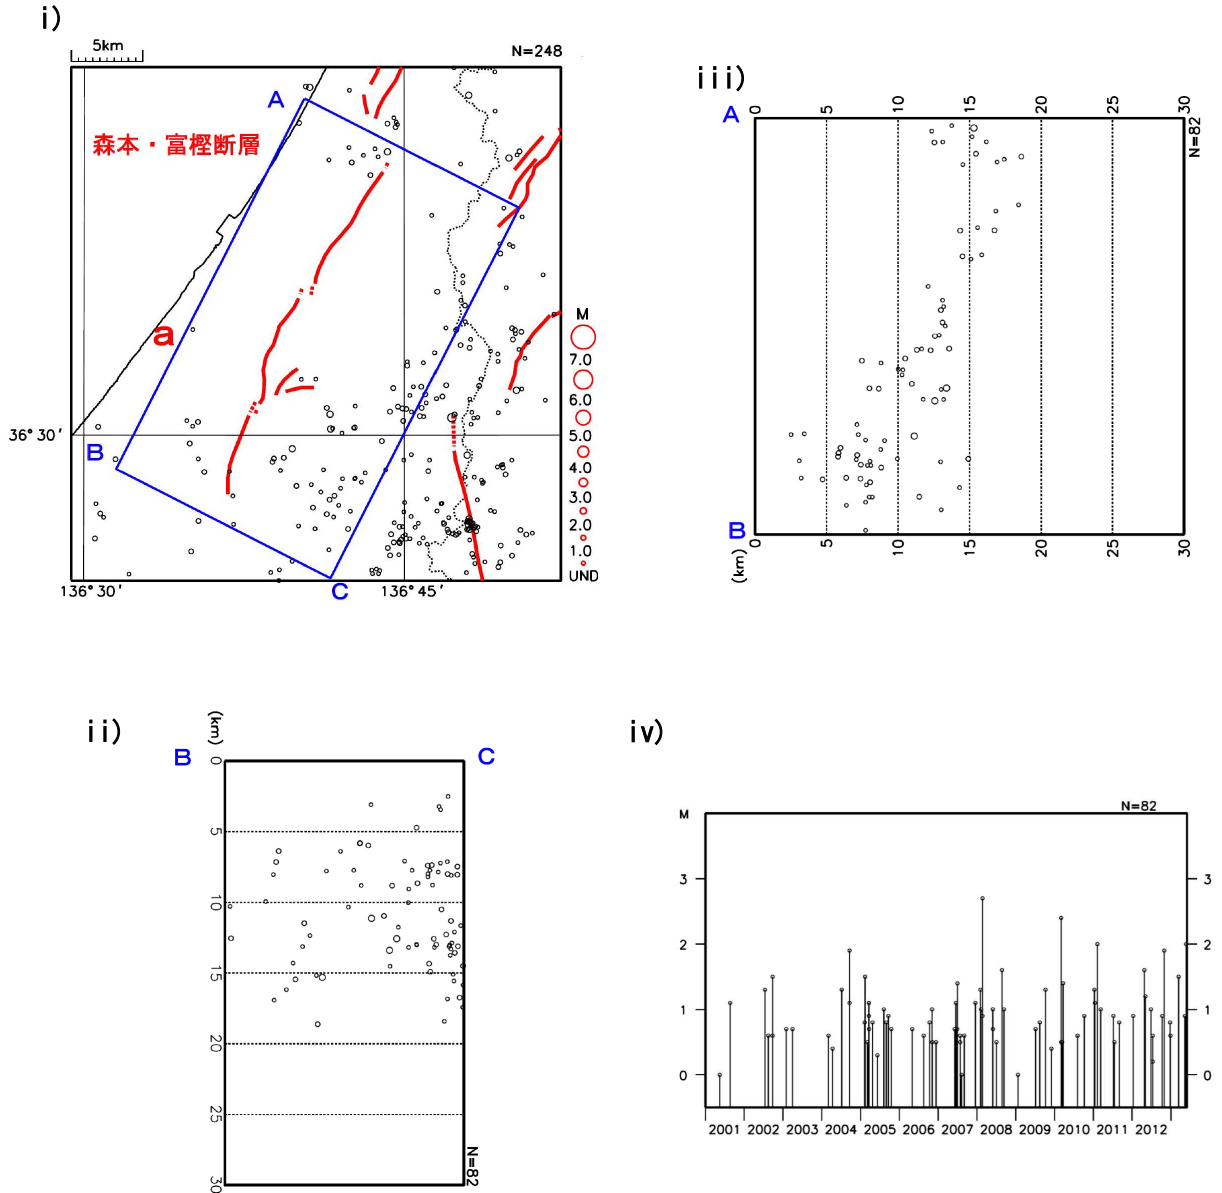 i)
5km
N=248
A
森本・富樫断層
a
B
C
36°30′
136°30′
136°45′
M
7.0
6.0
5.0
4.0
3.0
2.0
1.0
UND
iii)
A
0 5 10 15 20 25 30
N=82
B
0 5 10 15 20 25 30
(km)
ii)
(km)
B
C
0
5
10
15
20
25
30
N=82
iv)
N=82
M
3 3
2 2
1 1
0 0
2001 2002 2003 2004 2005 2006 2007 2008 2009 2010 2011 2012